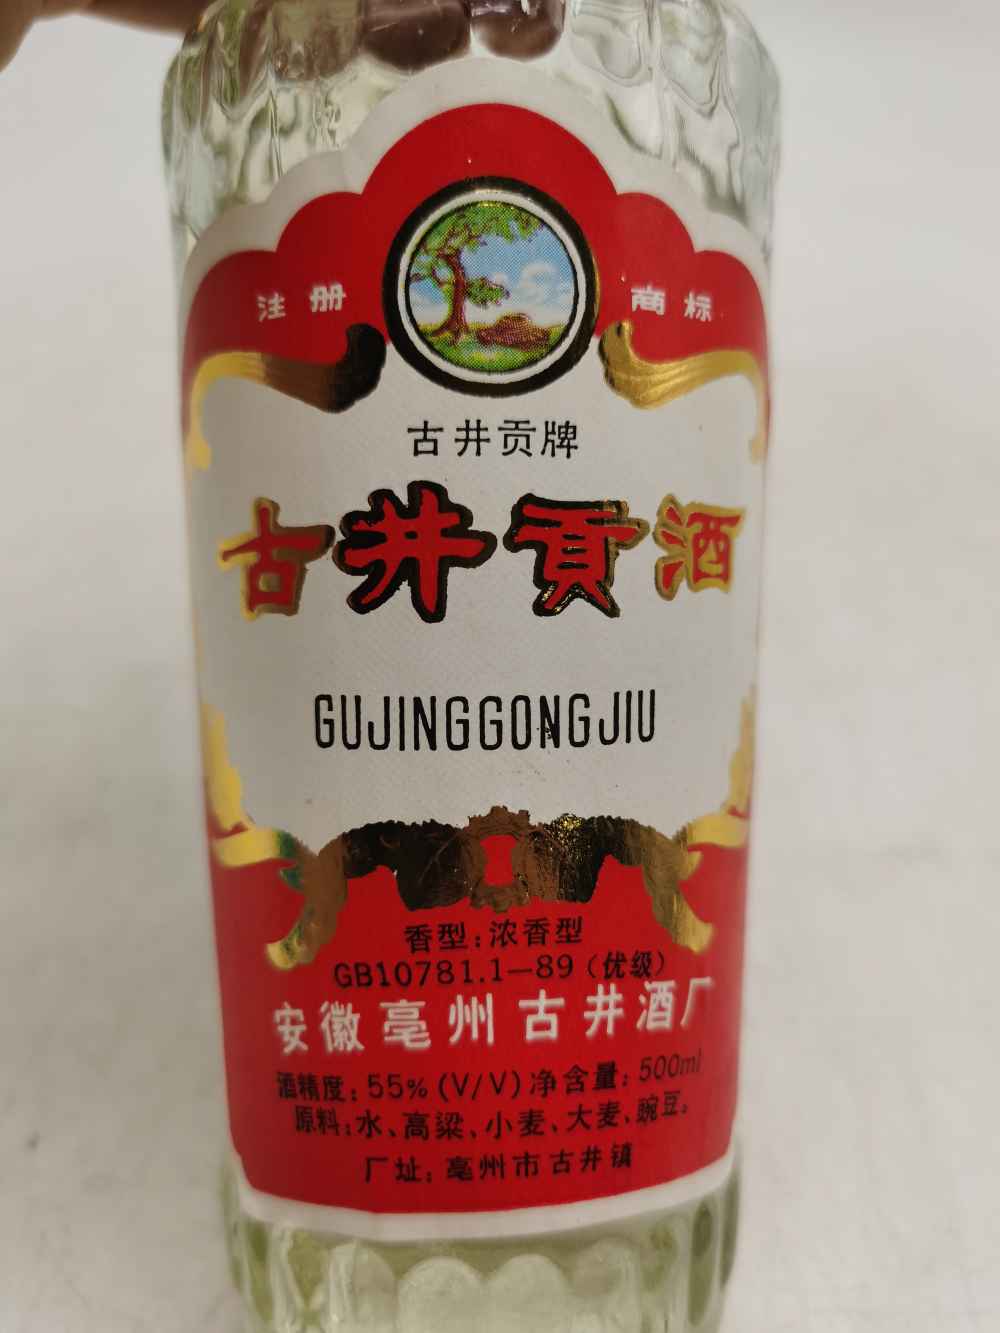 注册 商标
古井贡牌
古井貢酒
GUJINGGONGJIU
香型：浓香型
GB10781.1—89（优级）
安徽亳州古井酒厂
酒精度：55%(V/V)净含量：500ml
原料：水、高粱、小麦、大麦、豌豆。
厂址：亳州市古井镇